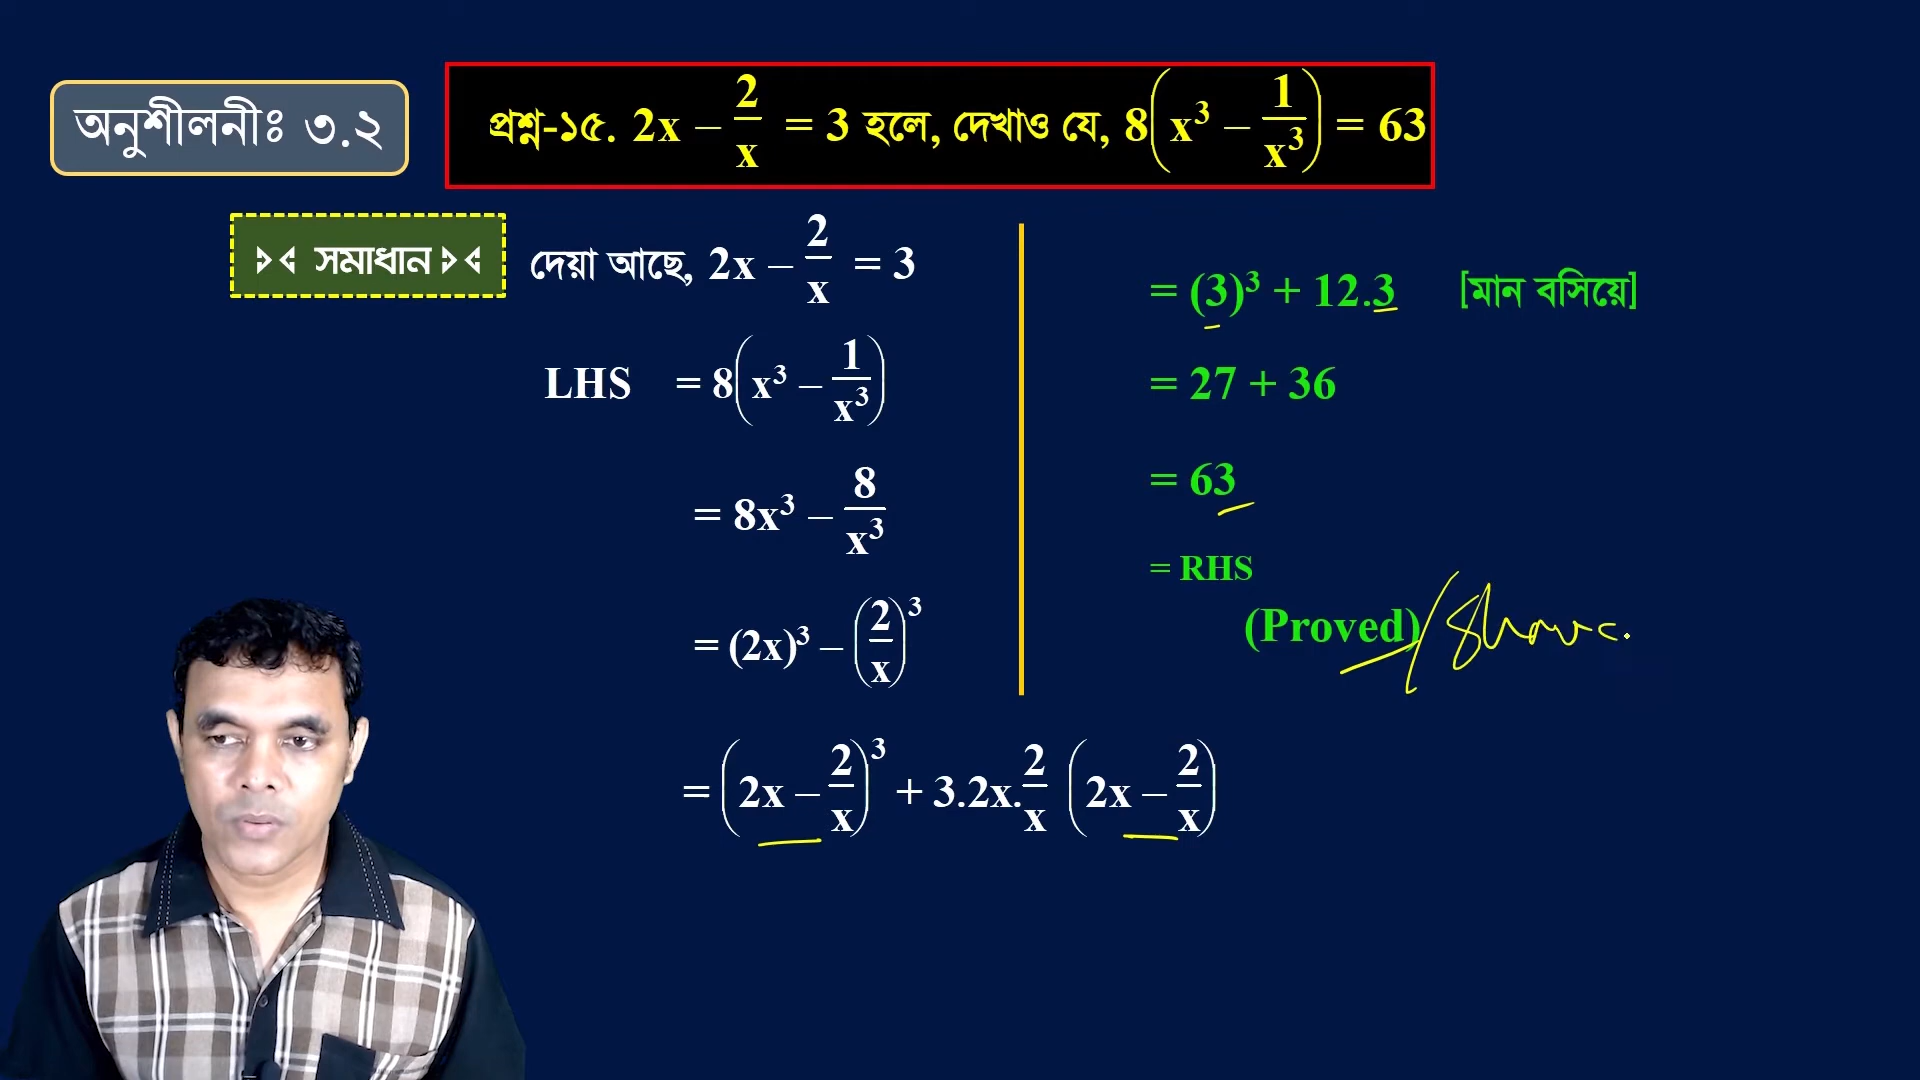 অনুশীলনীঃ ৩.২
প্রশ্ন-১৫. 2x – 2/x = 3 হলে, দেখাও যে, 8(x³ – 1/x³) = 63
সমাধান
দেয়া আছে, 2x – 2/x = 3
LHS = 8(x³ – 1/x³)
= 8x³ – 8/x³
= (2x)³ – (2/x)³
= (2x – 2/x)³ + 3.2x.2/x (2x – 2/x)
= (3)³ + 12.3 [মান বসিয়ে]
= 27 + 36
= 63
= RHS
(Proved)/